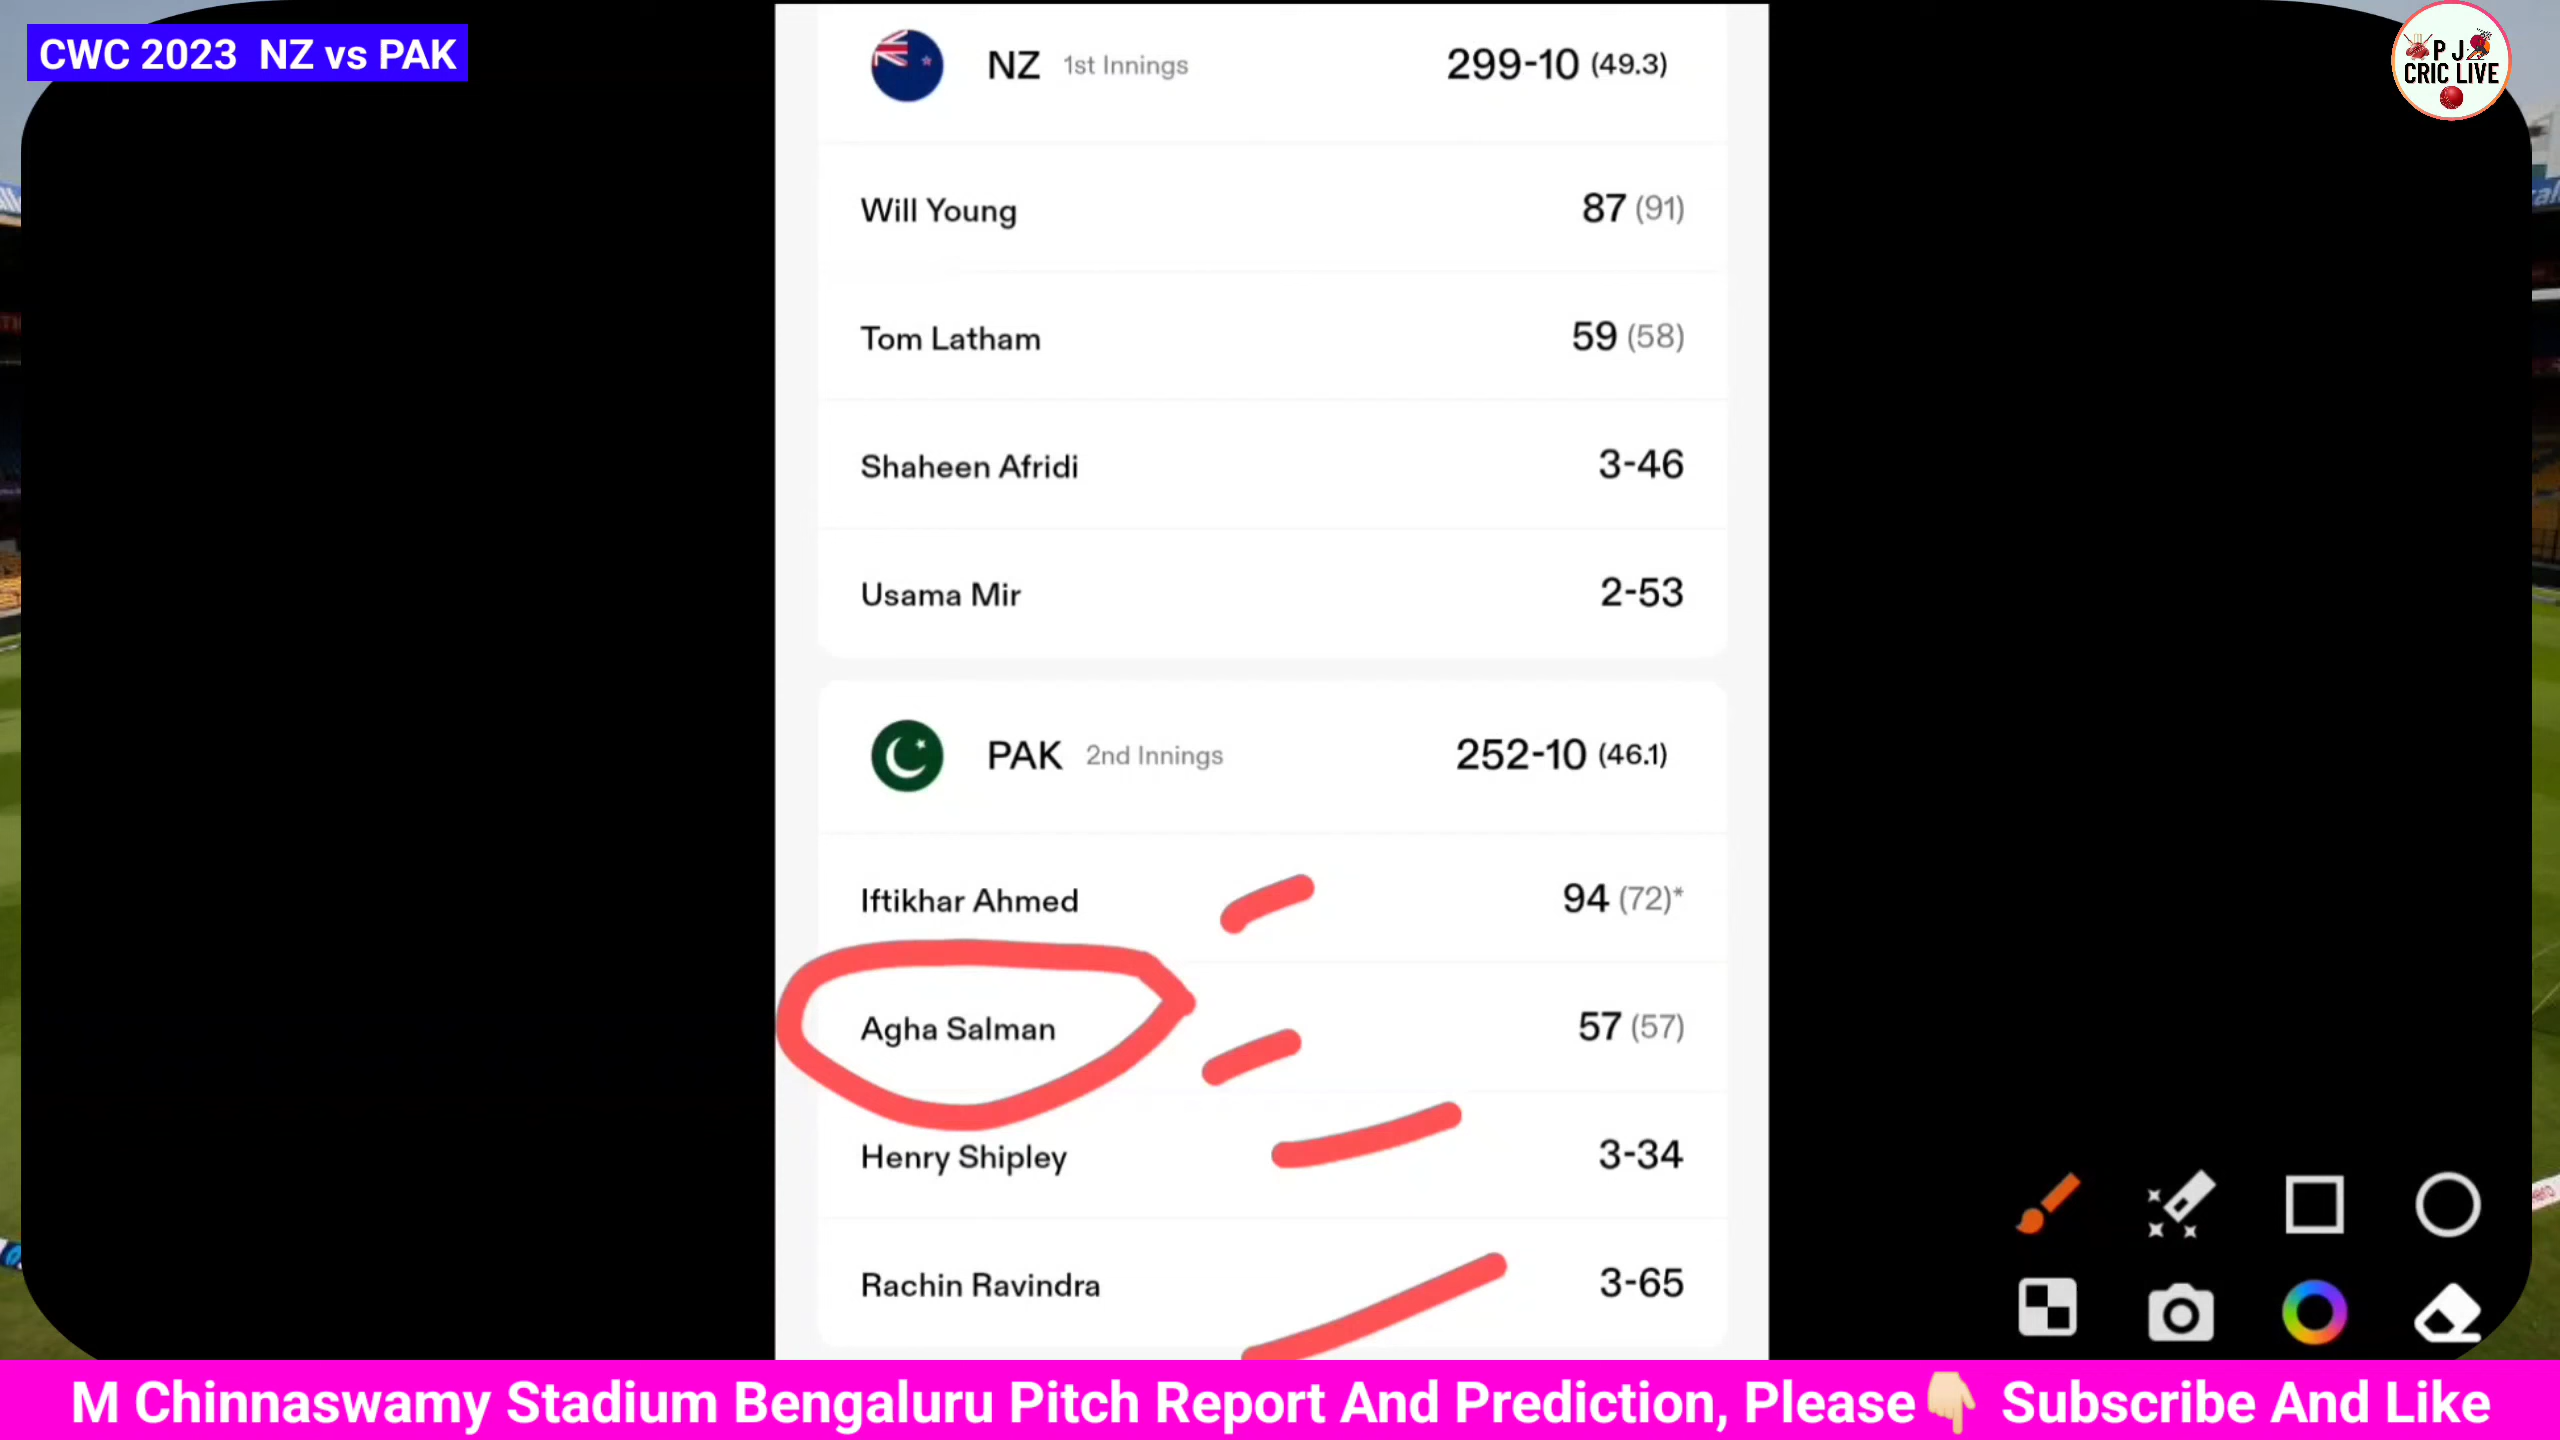 CWC 2023 NZ vs PAK
P J
CRIC LIVE
NZ 1st Innings 299-10 (49.3)
Will Young 87 (91)
Tom Latham 59 (58)
Shaheen Afridi 3-46
Usama Mir 2-53
PAK 2nd Innings 252-10 (46.1)
Iftikhar Ahmed 94 (72)*
Agha Salman 57 (57)
Henry Shipley 3-34
Rachin Ravindra 3-65
M Chinnaswamy Stadium Bengaluru Pitch Report And Prediction, Please👇🏻 Subscribe And Like